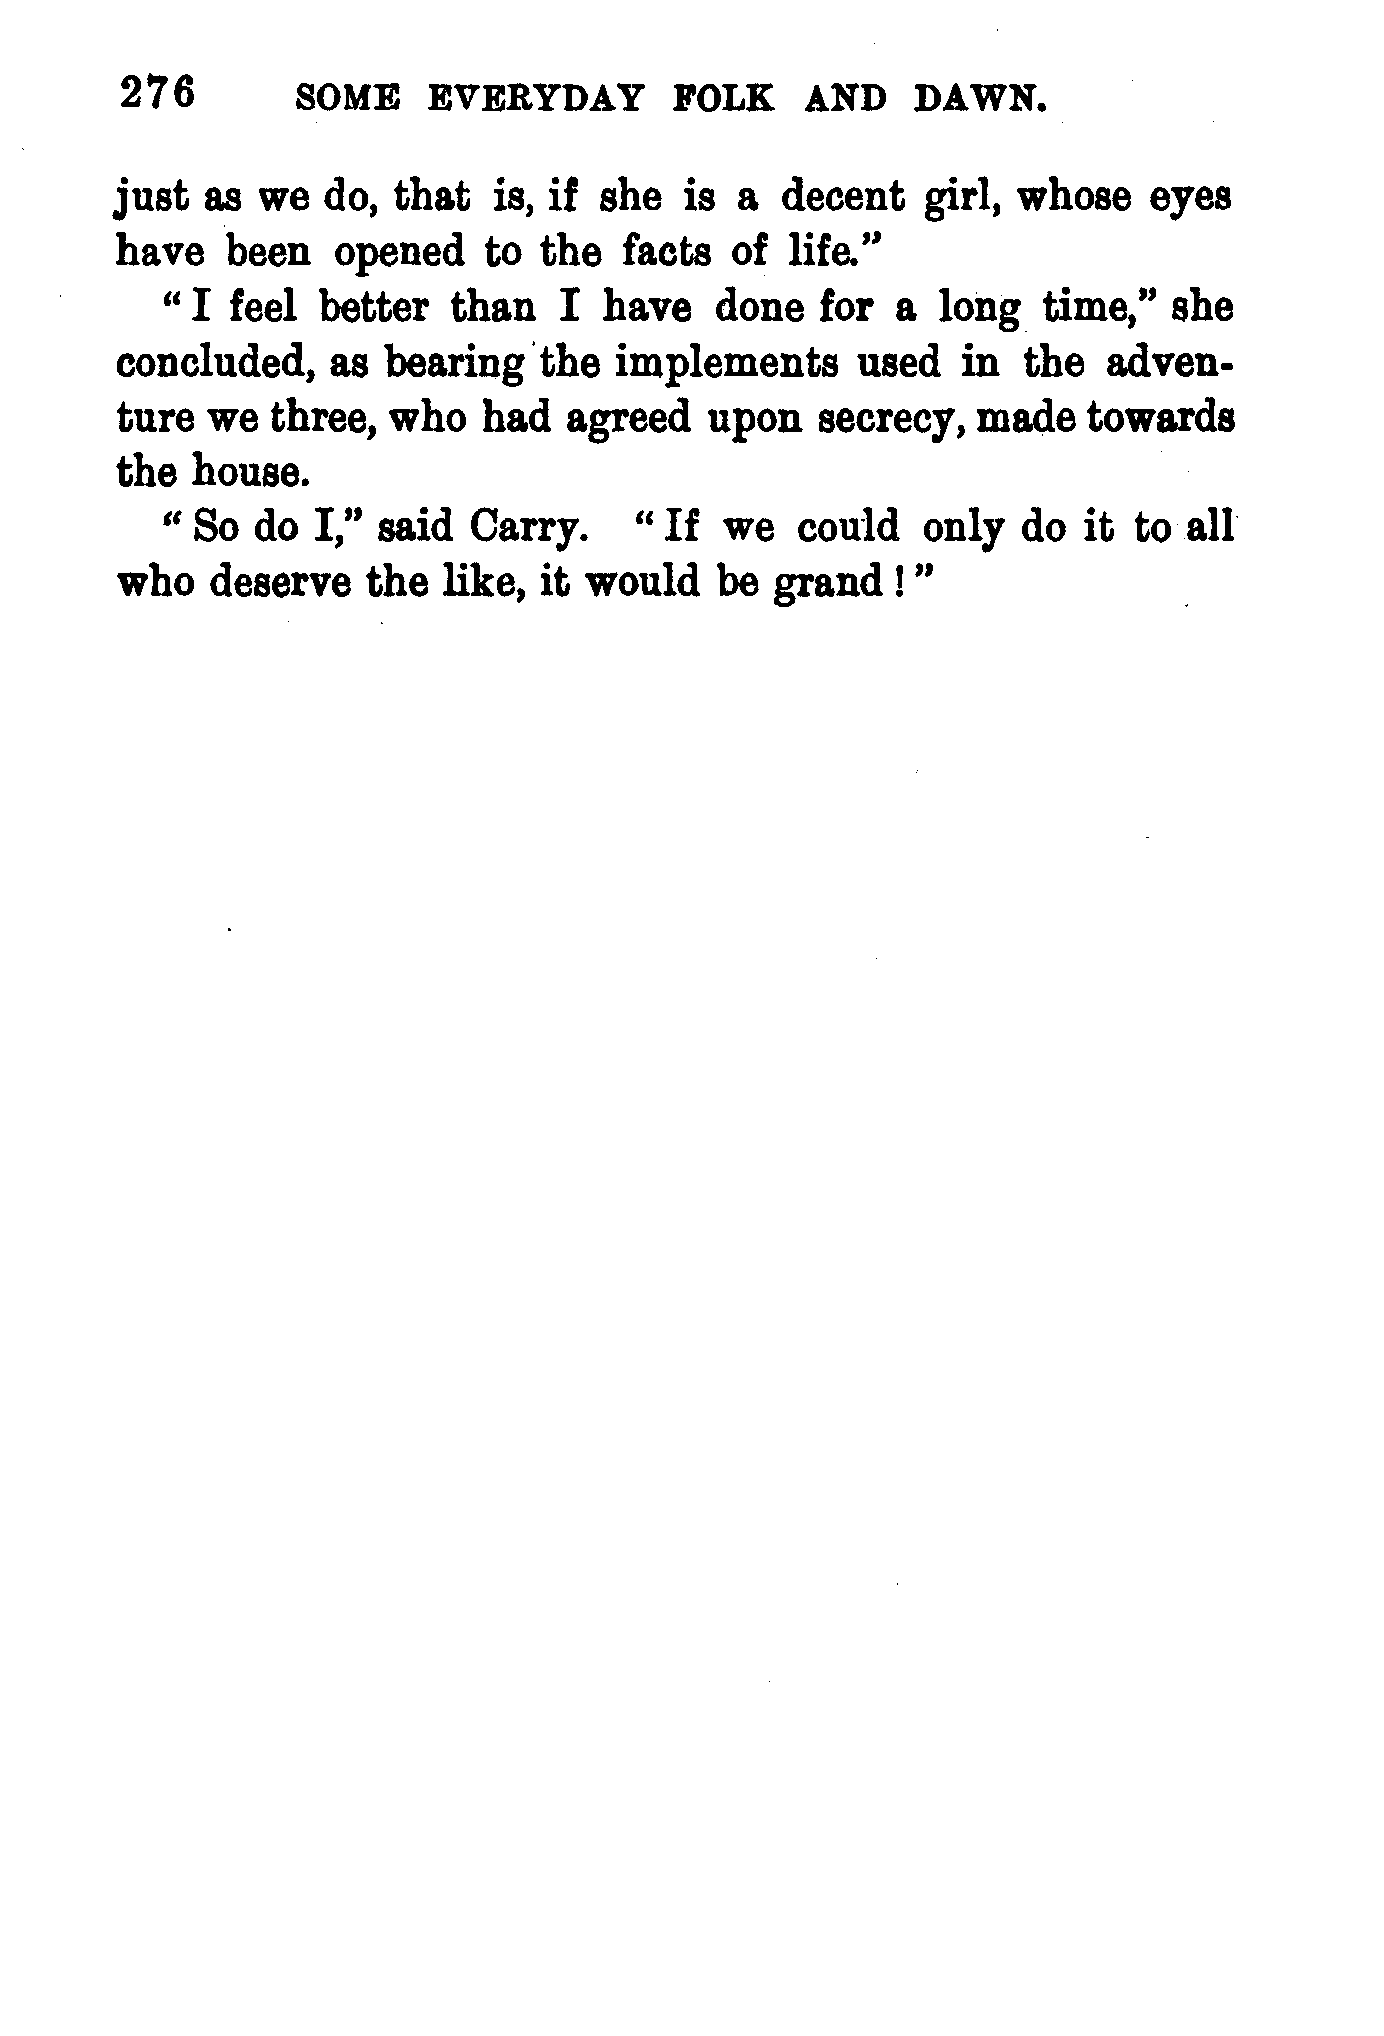 276 SOME EVERYDAY FOLK AND DAWN.
just as we do, that is, if she is a decent girl, whose eyes
have been opened to the facts of life.”
“ I feel better than I have done for a long time,” she
concluded, as bearing the implements used in the adven-
ture we three, who had agreed upon secrecy, made towards
the house.
“ So do I,” said Carry. “ If we could only do it to all
who deserve the like, it would be grand ! ”